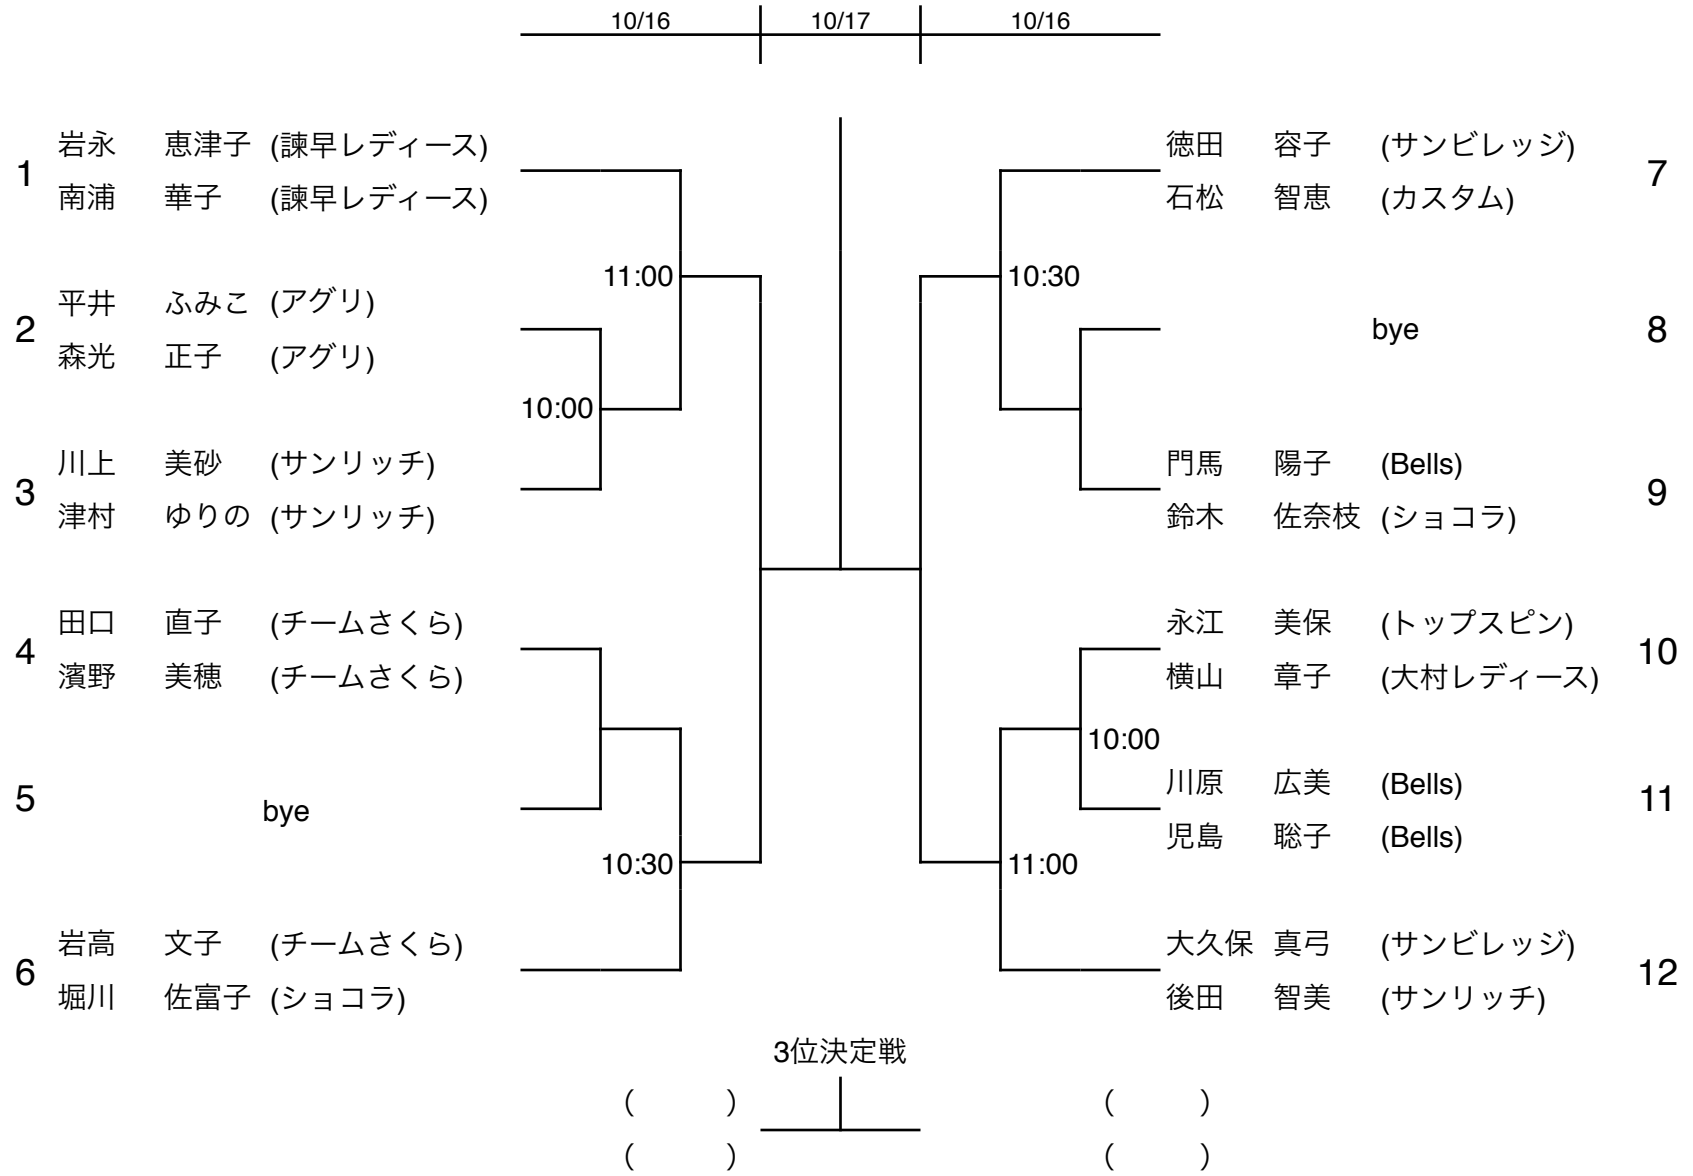 10/16 10/17 10/16
1
岩永 恵津子 (諫早レディース)
南浦 華子 (諫早レディース)
11:00
2
平井 ふみこ (アグリ)
森光 正子 (アグリ)
10:00
3
川上 美砂 (サンリッチ)
津村 ゆりの (サンリッチ)
4
田口 直子 (チームさくら)
濱野 美穂 (チームさくら)
5
bye
10:30
6
岩高 文子 (チームさくら)
堀川 佐富子 (ショコラ)
徳田 容子 (サンビレッジ)
石松 智恵 (カスタム)
7
10:30
bye
8
門馬 陽子 (Bells)
鈴木 佐奈枝 (ショコラ)
9
永江 美保 (トップスピン)
横山 章子 (大村レディース)
10
10:00
川原 広美 (Bells)
児島 聡子 (Bells)
11
11:00
大久保 真弓 (サンビレッジ)
後田 智美 (サンリッチ)
12
3位決定戦
( ) ( )
( ) ( )